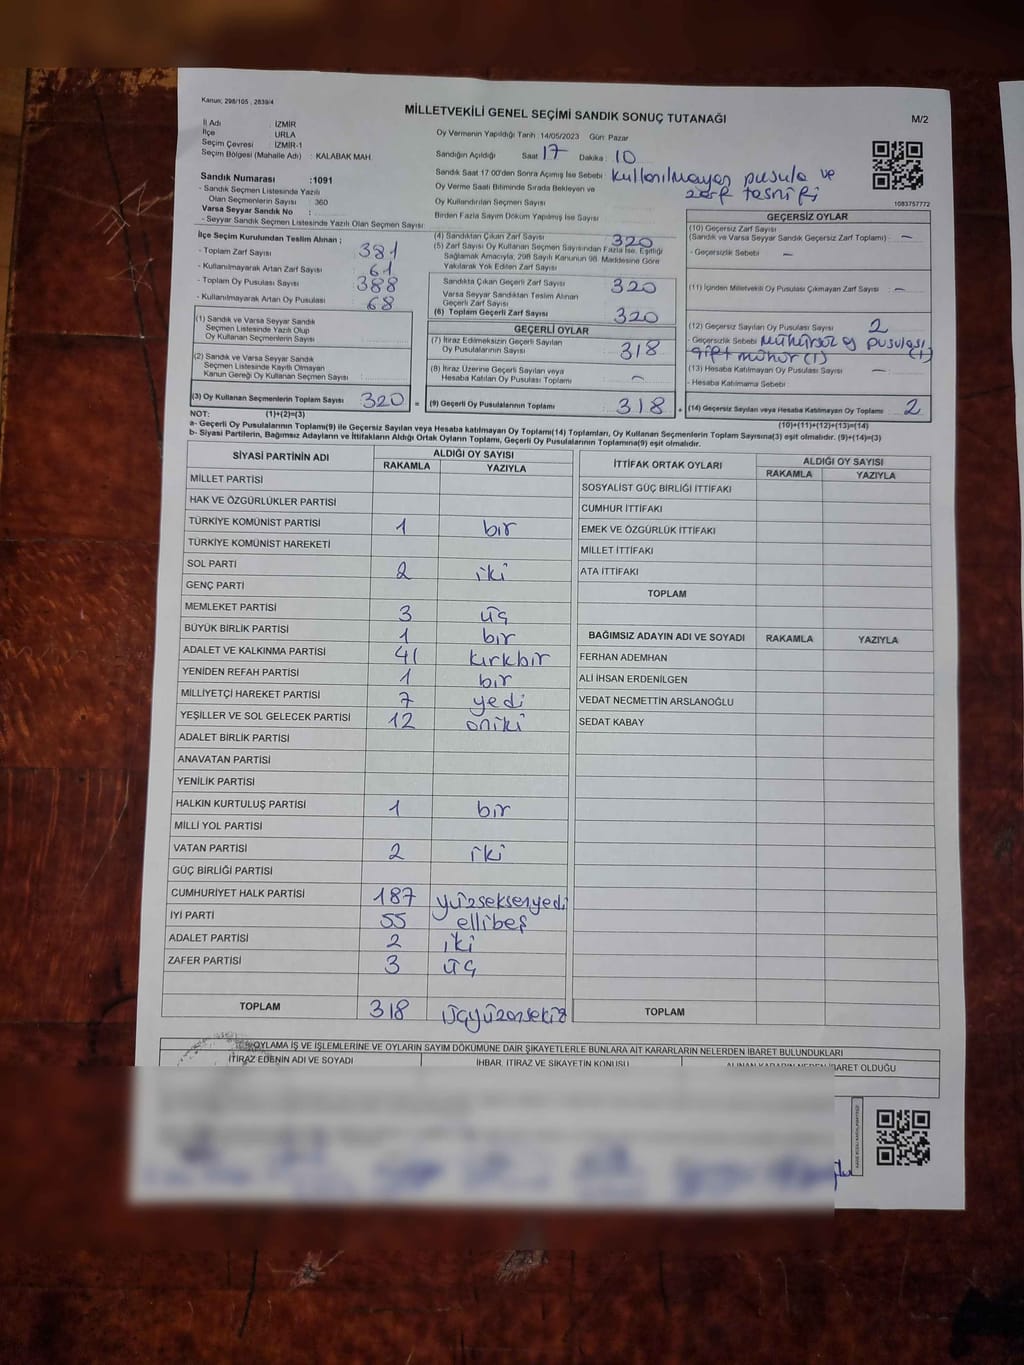 Kanun; 298/105 , 2839/4
MİLLETVEKİLİ GENEL SEÇİMİ SANDIK SONUÇ TUTANAĞI
M/2
İl Adı : İZMİR
İlçe URLA
Seçim Çevresi : İZMİR-1
Seçim Bölgesi (Mahalle Adı) : KALABAK MAH.
Sandık Numarası :1091
- Sandık Seçmen Listesinde Yazılı
Olan Seçmenlerin Sayısı : 360
Varsa Seyyar Sandık No :
- Seyyar Sandık Seçmen Listesinde Yazılı Olan Seçmen Sayısı:
Oy Vermenin Yapıldığı Tarih :14/05/2023 Gün: Pazar
Sandığın Açıldığı Saat 17 Dakika : 10
Sandık Saat 17.00'den Sonra Açılmış İse Sebebi : kullanılmayan pusula ve
zarf tasnifi
Oy Verme Saati Bitiminde Sırada Bekleyen ve
Oy Kullandırılan Seçmen Sayısı
Birden Fazla Sayım Döküm Yapılmış İse Sayısı
1083757772
İlçe Seçim Kurulundan Teslim Alınan ;
- Toplam Zarf Sayısı 381
- Kullanılmayarak Artan Zarf Sayısı 61
- Toplam Oy Pusulası Sayısı 388
- Kullanılmayarak Artan Oy Pusulası 68
(1) Sandık ve Varsa Seyyar Sandık
Seçmen Listesinde Yazılı Olup
Oy Kullanan Seçmenlerin Sayısı
(2) Sandık ve Varsa Seyyar Sandık
Seçmen Listesinde Kayıtlı Olmayan
Kanun Gereği Oy Kullanan Seçmen Sayısı
(3) Oy Kullanan Seçmenlerin Toplam Sayısı 320 =
(4) Sandıktan Çıkan Zarf Sayısı 320
(5) Zarf Sayısı Oy Kullanan Seçmen Sayısından Fazla İse, Eşitliği
Sağlamak Amacıyla; 298 Sayılı Kanunun 98. Maddesine Göre
Yakılarak Yok Edilen Zarf Sayısı
Sandıkta Çıkan Geçerli Zarf Sayısı 320
Varsa Seyyar Sandıktan Teslim Alınan
Geçerli Zarf Sayısı
(6) Toplam Geçerli Zarf Sayısı 320
GEÇERLİ OYLAR
(7) İtiraz Edilmeksizin Geçerli Sayılan
Oy Pusulalarının Sayısı 318
(8) İtiraz Üzerine Geçerli Sayılan veya
Hesaba Katılan Oy Pusulası Toplamı -
(9) Geçerli Oy Pusulalarının Toplamı 318 +
GEÇERSİZ OYLAR
(10) Geçersiz Zarf Sayısı
(Sandık ve Varsa Seyyar Sandık Geçersiz Zarf Toplamı) : -
- Geçersizlik Sebebi : -
(11) İçinden Milletvekili Oy Pusulası Çıkmayan Zarf Sayısı : -
(12) Geçersiz Sayılan Oy Pusulası Sayısı 2
- Geçersizlik Sebebi mühürsüz oy pusulası (1)
çift mühür (1)
(13) Hesaba Katılmayan Oy Pusulası Sayısı : -
- Hesaba Katılmama Sebebi
(14) Geçersiz Sayılan veya Hesaba Katılmayan Oy Toplamı 2
NOT: (1)+(2)=(3)
(10)+(11)+(12)+(13)=(14)
a- Geçerli Oy Pusulalarının Toplamı(9) ile Geçersiz Sayılan veya Hesaba katılmayan Oy Toplamı(14) Toplamları, Oy Kullanan Seçmenlerin Toplam Sayısına(3) eşit olmalıdır. (9)+(14)=(3)
b- Siyasi Partilerin, Bağımsız Adayların ve İttifakların Aldığı Ortak Oyların Toplamı, Geçerli Oy Pusulalarının Toplamına(9) eşit olmalıdır.
SİYASİ PARTİNİN ADI ALDIĞI OY SAYISI
RAKAMLA YAZIYLA
MİLLET PARTİSİ
HAK VE ÖZGÜRLÜKLER PARTİSİ
TÜRKİYE KOMÜNİST PARTİSİ 1 bir
TÜRKİYE KOMÜNİST HAREKETİ
SOL PARTİ 2 iki
GENÇ PARTİ
MEMLEKET PARTİSİ 3 üç
BÜYÜK BİRLİK PARTİSİ 1 bir
ADALET VE KALKINMA PARTİSİ 41 kırkbir
YENİDEN REFAH PARTİSİ 1 bir
MİLLİYETÇİ HAREKET PARTİSİ 7 yedi
YEŞİLLER VE SOL GELECEK PARTİSİ 12 oniki
ADALET BİRLİK PARTİSİ
ANAVATAN PARTİSİ
YENİLİK PARTİSİ
HALKIN KURTULUŞ PARTİSİ 1 bir
MİLLİ YOL PARTİSİ
VATAN PARTİSİ 2 iki
GÜÇ BİRLİĞİ PARTİSİ
CUMHURİYET HALK PARTİSİ 187 yüzseksenyedi
İYİ PARTİ 55 ellibeş
ADALET PARTİSİ 2 iki
ZAFER PARTİSİ 3 üç
TOPLAM 318 üçyüzonsekiz
İTTİFAK ORTAK OYLARI ALDIĞI OY SAYISI
RAKAMLA YAZIYLA
SOSYALİST GÜÇ BİRLİĞİ İTTİFAKI
CUMHUR İTTİFAKI
EMEK VE ÖZGÜRLÜK İTTİFAKI
MİLLET İTTİFAKI
ATA İTTİFAKI
TOPLAM
BAĞIMSIZ ADAYIN ADI VE SOYADI RAKAMLA YAZIYLA
FERHAN ADEMHAN
ALİ İHSAN ERDENİLGEN
VEDAT NECMETTİN ARSLANOĞLU
SEDAT KABAY
TOPLAM
OYLAMA İŞ VE İŞLEMLERİNE VE OYLARIN SAYIM DÖKÜMÜNE DAİR ŞİKAYETLERLE BUNLARA AİT KARARLARIN NELERDEN İBARET BULUNDUKLARI
İTİRAZ EDENİN ADI VE SOYADI İHBAR, İTİRAZ VE ŞİKAYETİN KONUSU ALINAN KARARIN NEDEN İBARET OLDUĞU